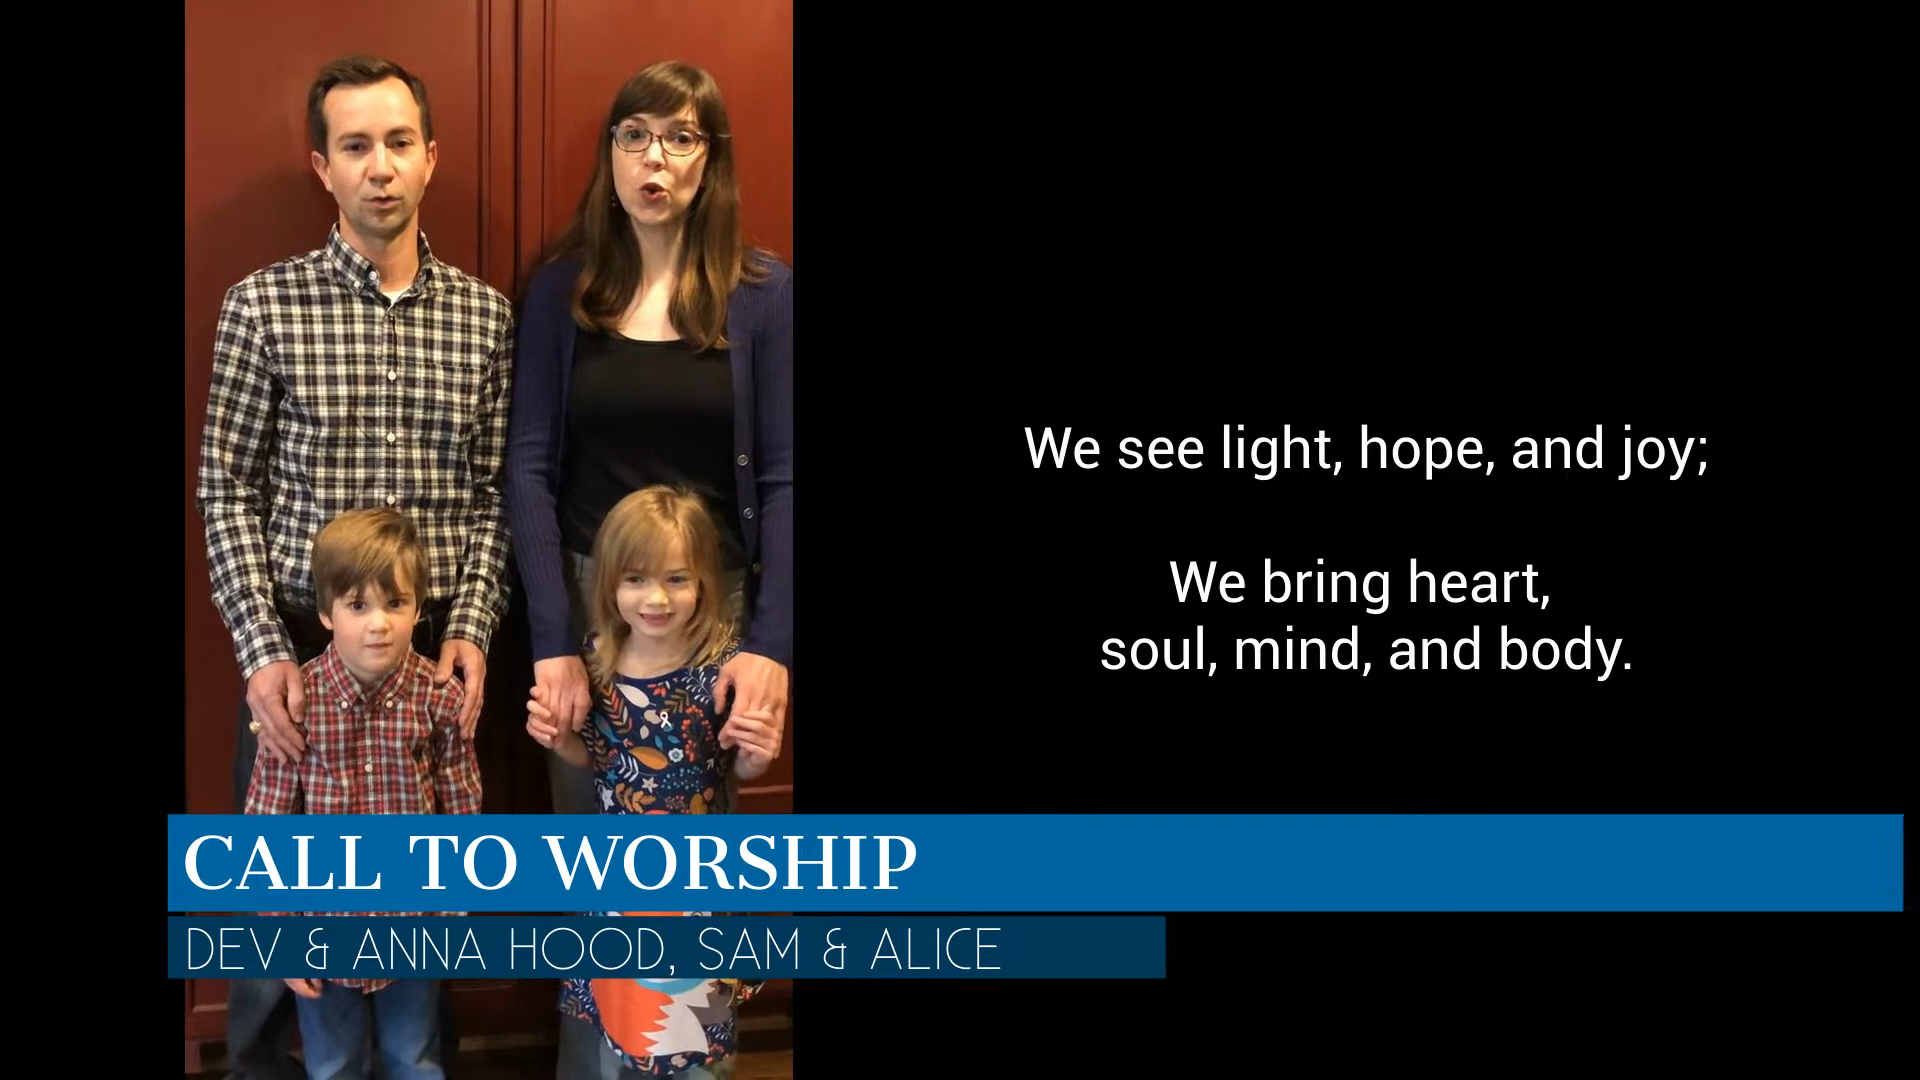 We see light, hope, and joy;
We bring heart,
soul, mind, and body.
CALL TO WORSHIP
DEV & ANNA HOOD, SAM & ALICE